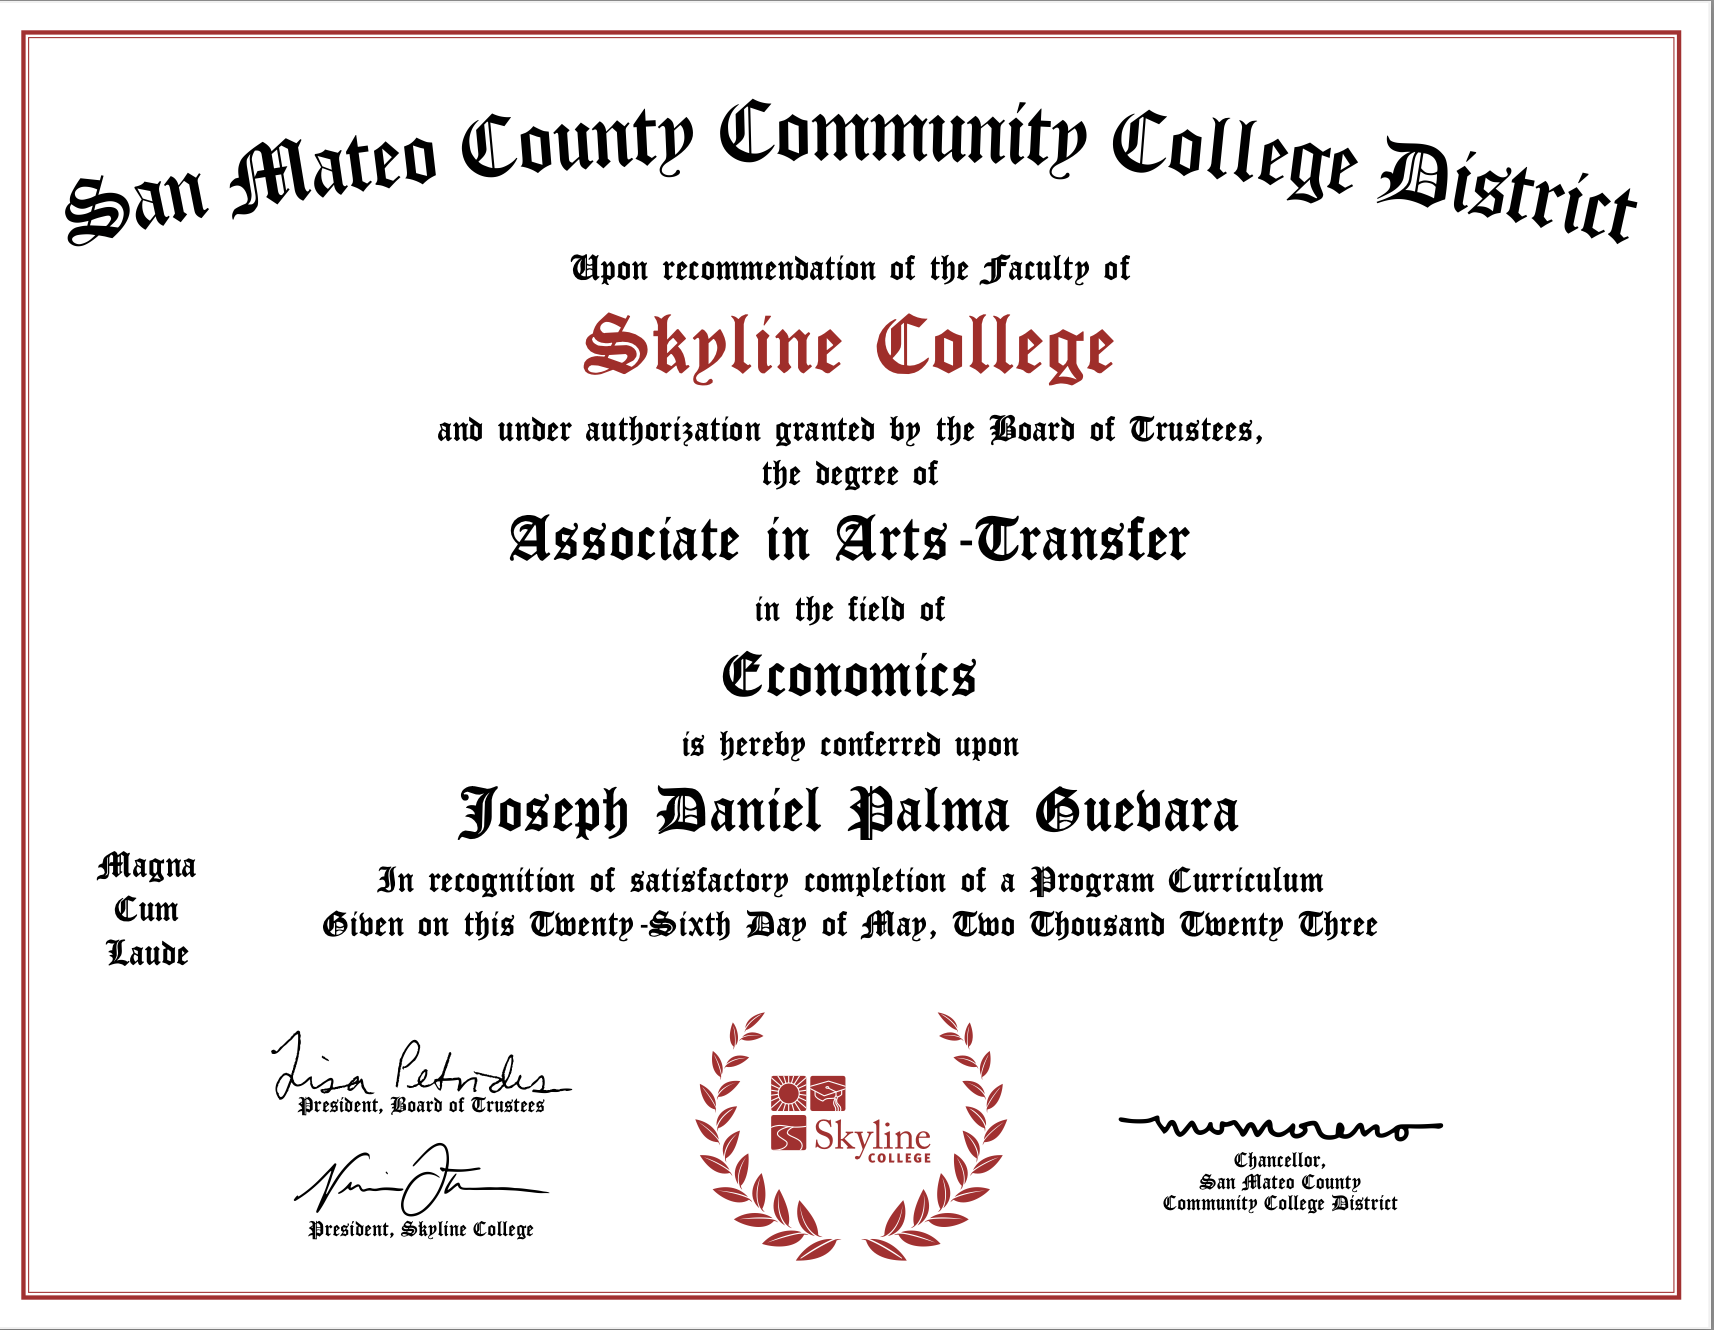 San Mateo County Community College District
Upon recommendation of the Faculty of
Skyline College
and under authorization granted by the Board of Trustees,
the degree of
Associate in Arts-Transfer
in the field of
Economics
is hereby conferred upon
Joseph Daniel Palma Guevara
Magna
Cum
Laude
In recognition of satisfactory completion of a Program Curriculum
Given on this Twenty-Sixth Day of May, Two Thousand Twenty Three
Lisa Petrides
President, Board of Trustees
President, Skyline College
Skyline
COLLEGE
Chancellor,
San Mateo County
Community College District